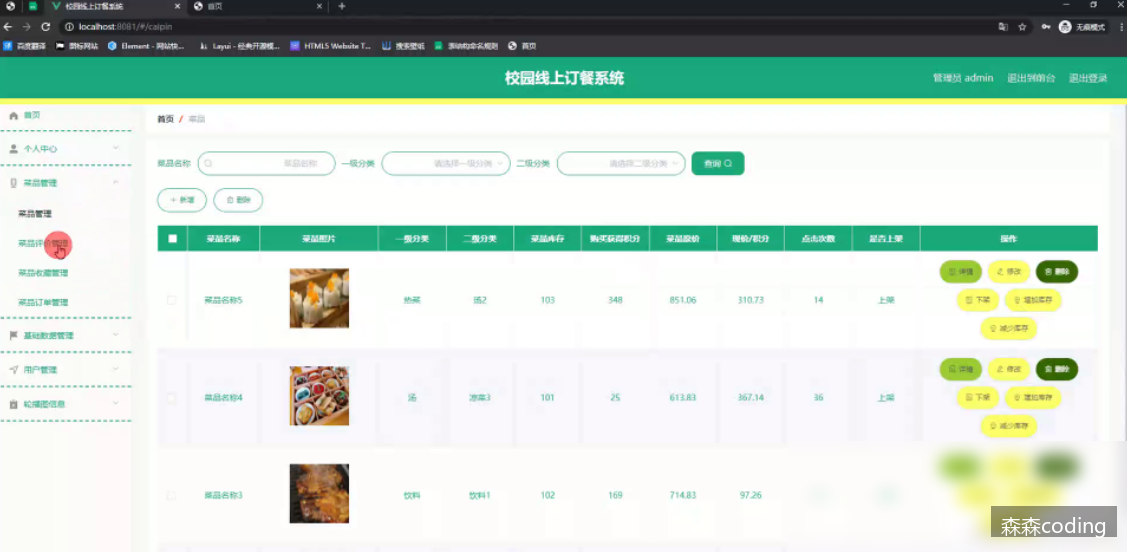 校园线上订餐系统
首页
localhost:8081/#/caipin
无痕模式
百度翻译
图标网站
Element - 网站快...
Layui - 经典开源模...
HTML5 Website T...
搜索壁纸
驱动的命名规则
首页
校园线上订餐系统
管理员 admin
退出到前台
退出登录
首页
个人中心
菜品管理
菜品管理
菜品评价管理
菜品收藏管理
菜品订单管理
基础数据管理
用户管理
轮播图信息
首页 / 菜品
菜品名称 菜品名称 一级分类 请选择一级分类 二级分类 请选择二级分类 查询
+ 新增 删除
菜品名称 菜品图片 一级分类 二级分类 菜品库存 购买获得积分 菜品原价 现价/积分 点击次数 是否上架 操作
菜品名称5 热菜 汤2 103 348 851.06 310.73 14 上架
详情 修改 删除
下架 增加库存
减少库存
菜品名称4 汤 凉菜3 101 25 613.83 367.14 36 上架
详情 修改 删除
下架 增加库存
减少库存
菜品名称3 饮料 饮料1 102 169 714.83 97.26
森森coding